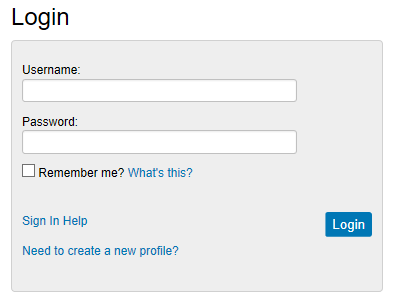 Login
Username:
Password:
Remember me? What's this?
Sign In Help
Login
Need to create a new profile?